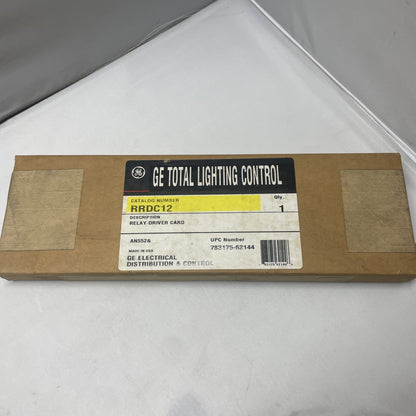 GE TOTAL LIGHTING CONTROL
CATALOG NUMBER
Qty.
RRDC12
1
DESCRIPTION
RELAY-DRIVER CARD
AN5526
UPC Number
783175-62144
MADE IN USA
GE ELECTRICAL
DISTRIBUTION & CONTROL